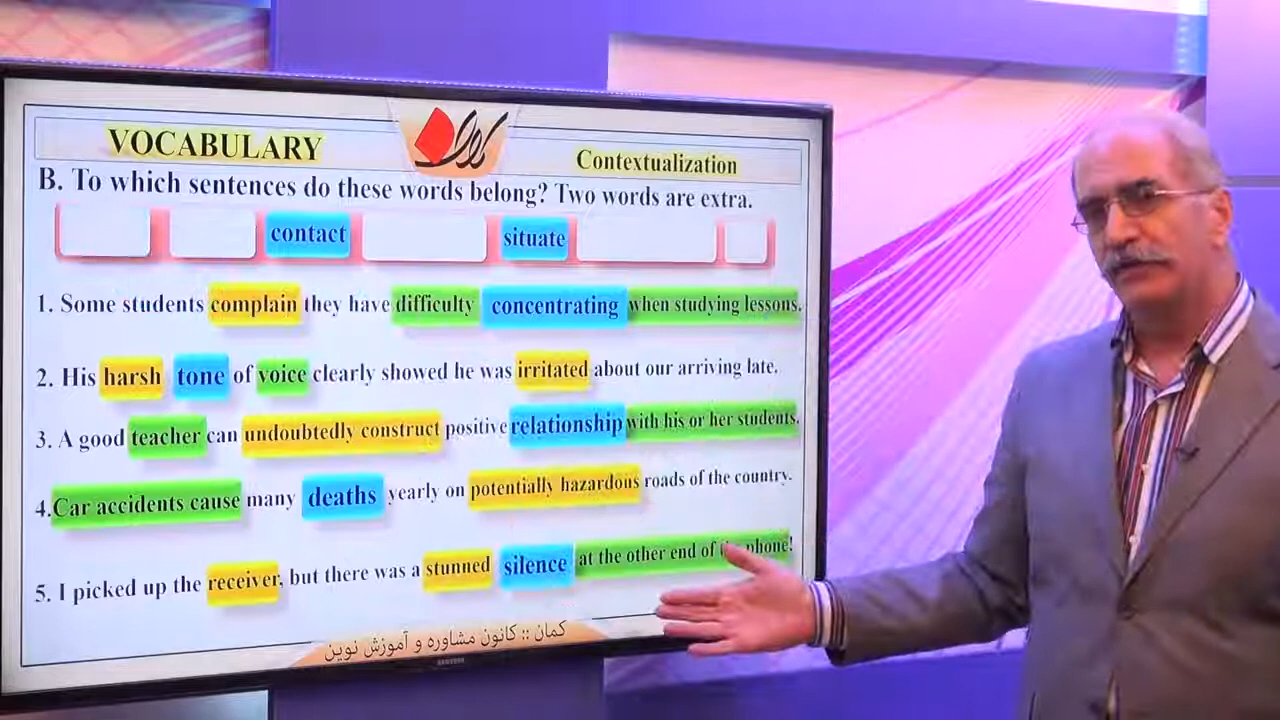 VOCABULARY
Contextualization
B. To which sentences do these words belong? Two words are extra.
contact situate
1. Some students complain they have difficulty concentrating when studying lessons.
2. His harsh tone of voice clearly showed he was irritated about our arriving late.
3. A good teacher can undoubtedly construct positive relationship with his or her students.
4.Car accidents cause many deaths yearly on potentially hazardous roads of the country.
5. I picked up the receiver, but there was a stunned silence at the other end of the phone!
کمان :: کانون مشاوره و آموزش نوین
SAMSUNG